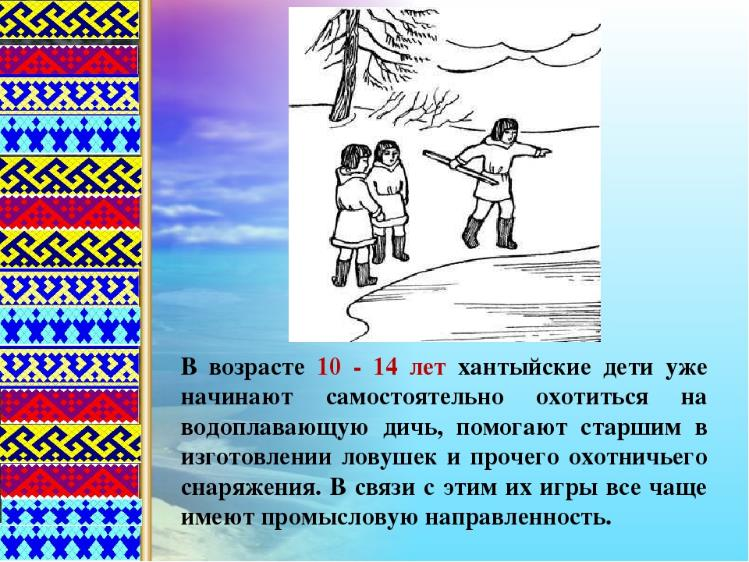 В возрасте 10 - 14 лет хантыйские дети уже
начинают самостоятельно охотиться на
водоплавающую дичь, помогают старшим в
изготовлении ловушек и прочего охотничьего
снаряжения. В связи с этим их игры все чаще
имеют промысловую направленность.